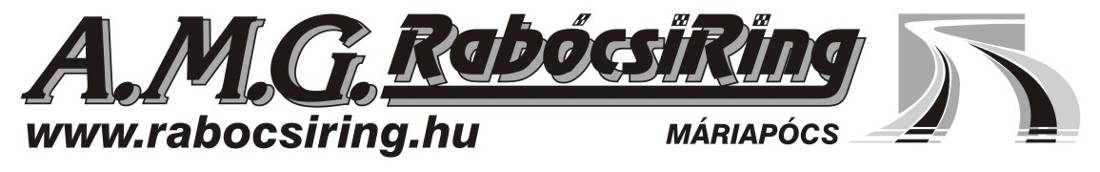 A.M.G. RabócsiRing
www.rabocsiring.hu MÁRIAPÓCS